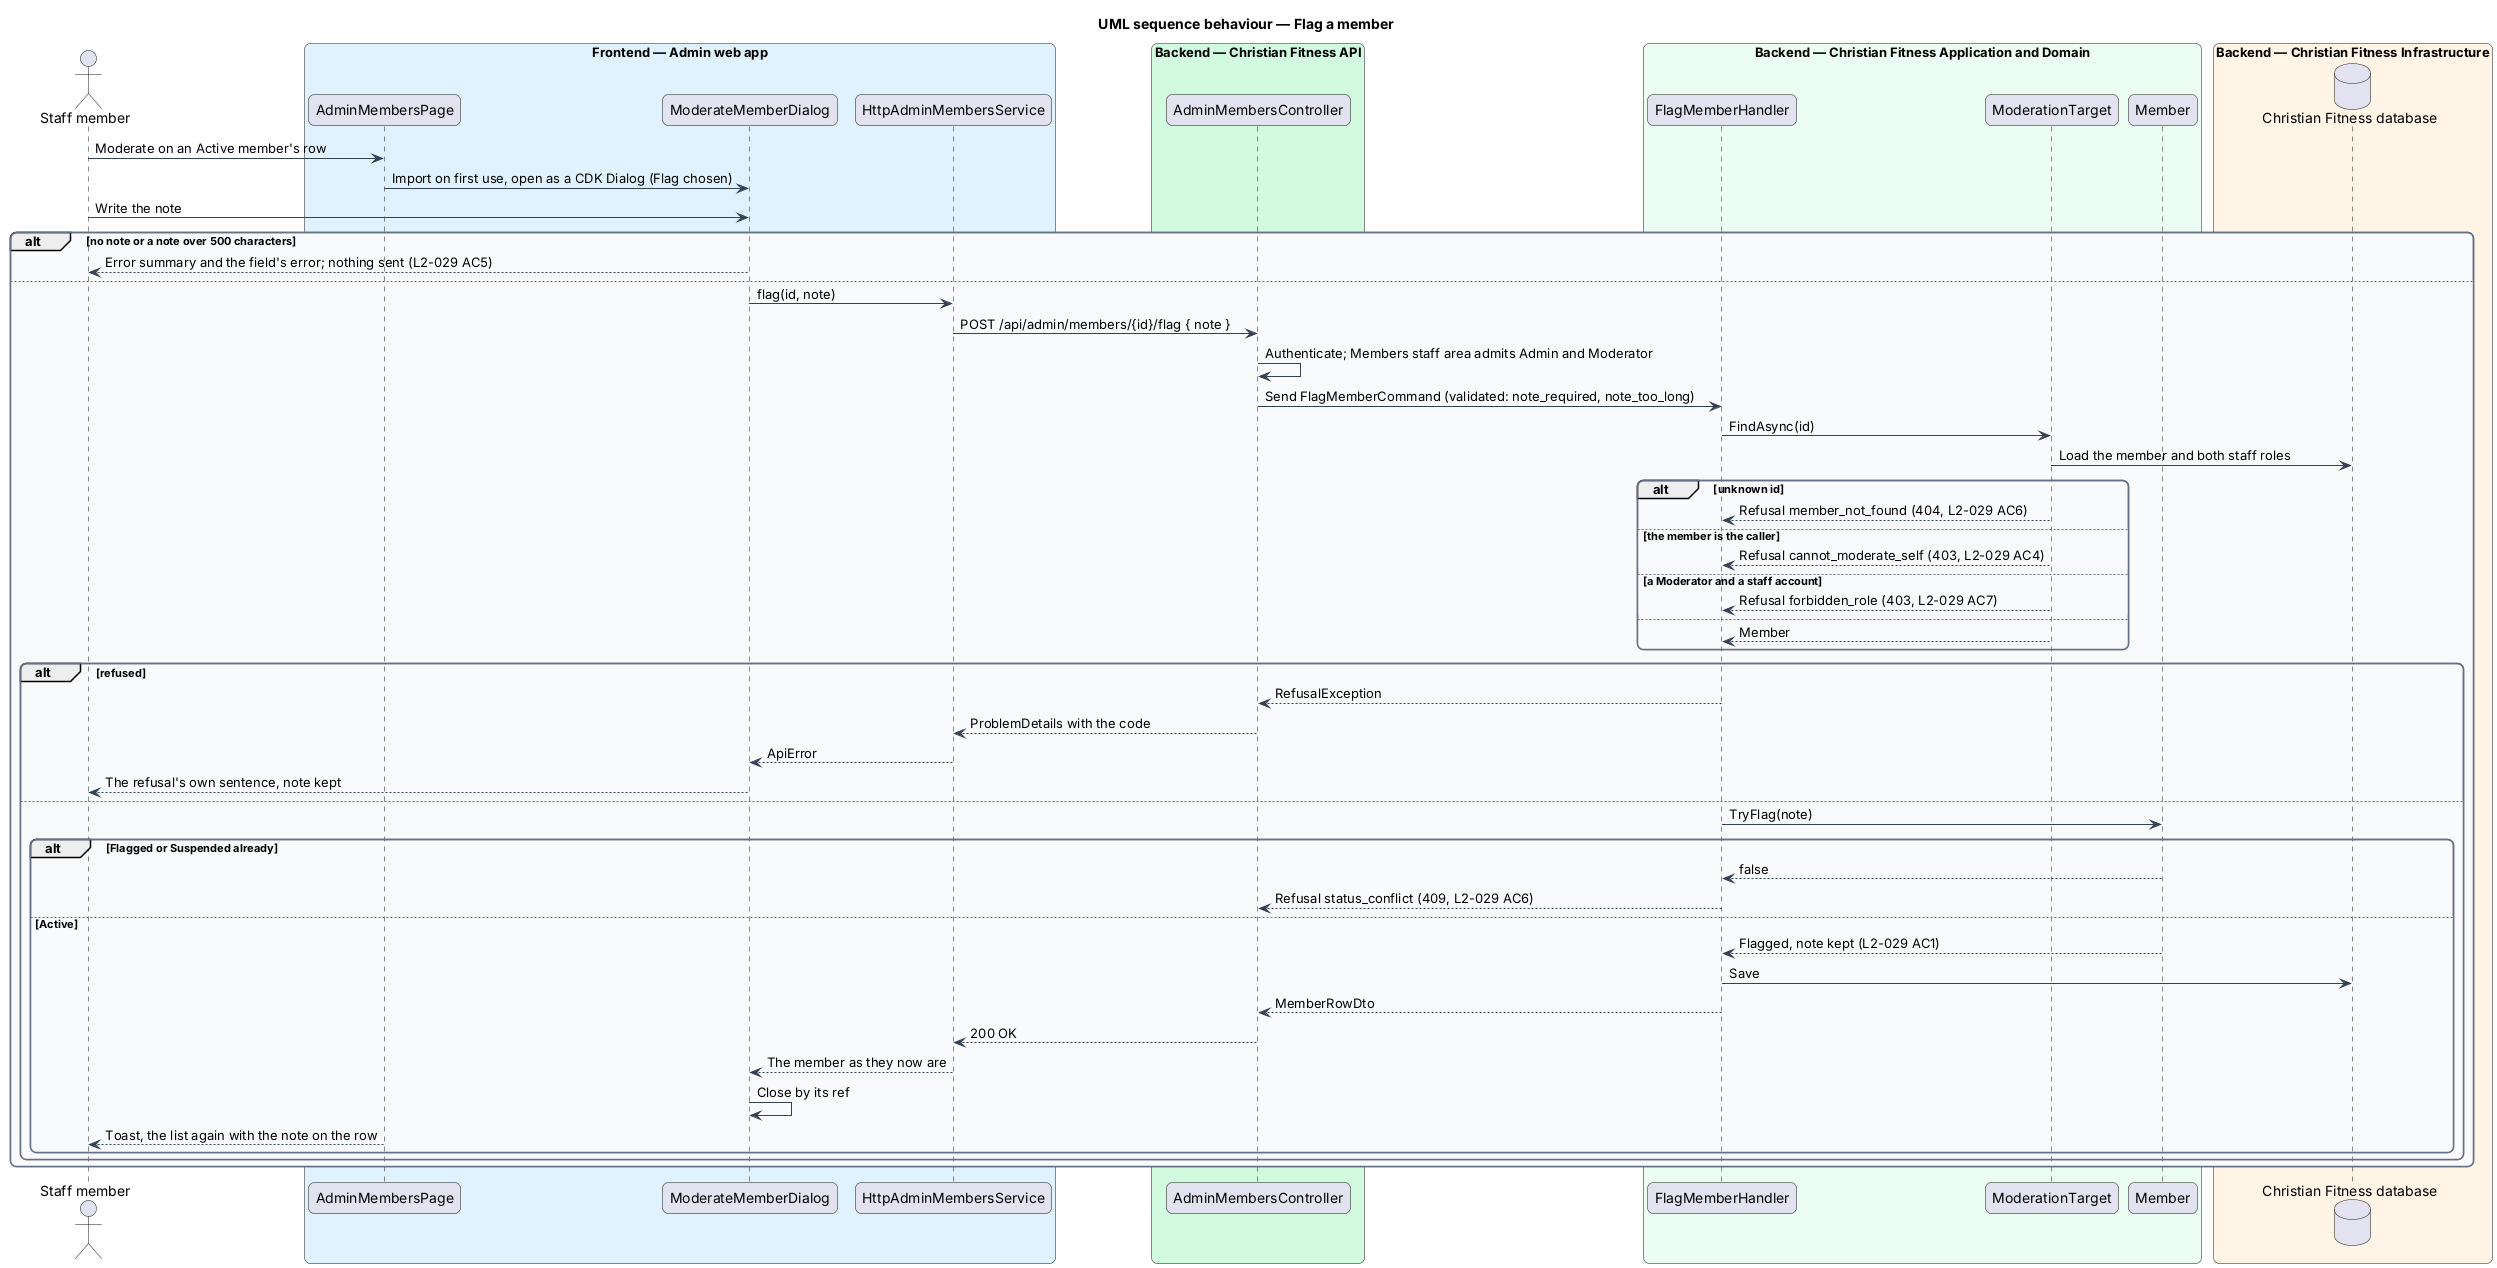 UML sequence behaviour — Flag a member
Frontend — Admin web app
Backend — Christian Fitness API
Backend — Christian Fitness Application and Domain
Backend — Christian Fitness Infrastructure
Staff member
AdminMembersPage
ModerateMemberDialog
HttpAdminMembersService
AdminMembersController
FlagMemberHandler
ModerationTarget
Member
Christian Fitness database
Moderate on an Active member's row
Import on first use, open as a CDK Dialog (Flag chosen)
Write the note
alt [no note or a note over 500 characters]
Error summary and the field's error; nothing sent (L2-029 AC5)
flag(id, note)
POST /api/admin/members/{id}/flag { note }
Authenticate; Members staff area admits Admin and Moderator
Send FlagMemberCommand (validated: note_required, note_too_long)
FindAsync(id)
Load the member and both staff roles
alt [unknown id]
Refusal member_not_found (404, L2-029 AC6)
[the member is the caller]
Refusal cannot_moderate_self (403, L2-029 AC4)
[a Moderator and a staff account]
Refusal forbidden_role (403, L2-029 AC7)
Member
alt [refused]
RefusalException
ProblemDetails with the code
ApiError
The refusal's own sentence, note kept
TryFlag(note)
alt [Flagged or Suspended already]
false
Refusal status_conflict (409, L2-029 AC6)
[Active]
Flagged, note kept (L2-029 AC1)
Save
MemberRowDto
200 OK
The member as they now are
Close by its ref
Toast, the list again with the note on the row
Staff member
AdminMembersPage
ModerateMemberDialog
HttpAdminMembersService
AdminMembersController
FlagMemberHandler
ModerationTarget
Member
Christian Fitness database